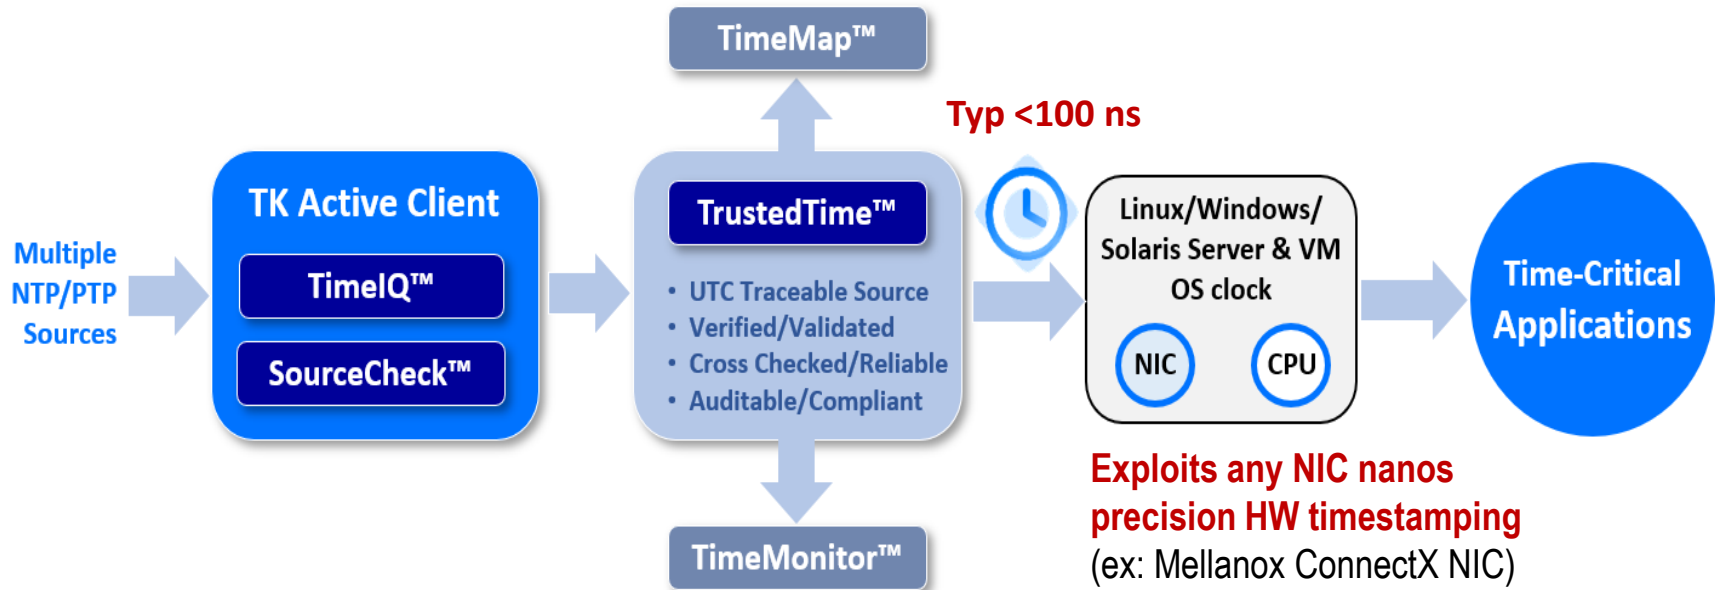 TimeMap™
Typ <100 ns
TK Active Client
TimeIQ™
SourceCheck™
Multiple
NTP/PTP
Sources
TrustedTime™
• UTC Traceable Source
• Verified/Validated
• Cross Checked/Reliable
• Auditable/Compliant
Linux/Windows/
Solaris Server & VM
OS clock
NIC
CPU
Time-Critical
Applications
Exploits any NIC nanos
precision HW timestamping
(ex: Mellanox ConnectX NIC)
TimeMonitor™